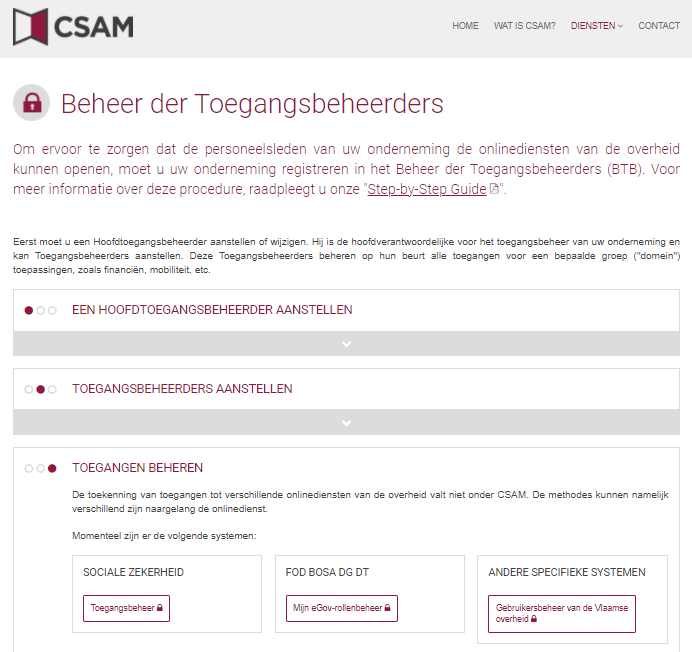 CSAM
HOME WAT IS CSAM? DIENSTEN CONTACT
Beheer der Toegangsbeheerders
Om ervoor te zorgen dat de personeelsleden van uw onderneming de onlinediensten van de overheid
kunnen openen, moet u uw onderneming registreren in het Beheer der Toegangsbeheerders (BTB). Voor
meer informatie over deze procedure, raadpleegt u onze "Step-by-Step Guide".
Eerst moet u een Hoofdtoegangsbeheerder aanstellen of wijzigen. Hij is de hoofdverantwoordelijke voor het toegangsbeheer van uw onderneming en
kan Toegangsbeheerders aanstellen. Deze Toegangsbeheerders beheren op hun beurt alle toegangen voor een bepaalde groep ("domein")
toepassingen, zoals financiën, mobiliteit, etc.
EEN HOOFDTOEGANGSBEHEERDER AANSTELLEN
TOEGANGSBEHEERDERS AANSTELLEN
TOEGANGEN BEHEREN
De toekenning van toegangen tot verschillende onlinediensten van de overheid valt niet onder CSAM. De methodes kunnen namelijk
verschillend zijn naargelang de onlinedienst.
Momenteel zijn er de volgende systemen:
SOCIALE ZEKERHEID
Toegangsbeheer
FOD BOSA DG DT
Mijn eGov-rollenbeheer
ANDERE SPECIFIEKE SYSTEMEN
Gebruikersbeheer van de Vlaamse
overheid